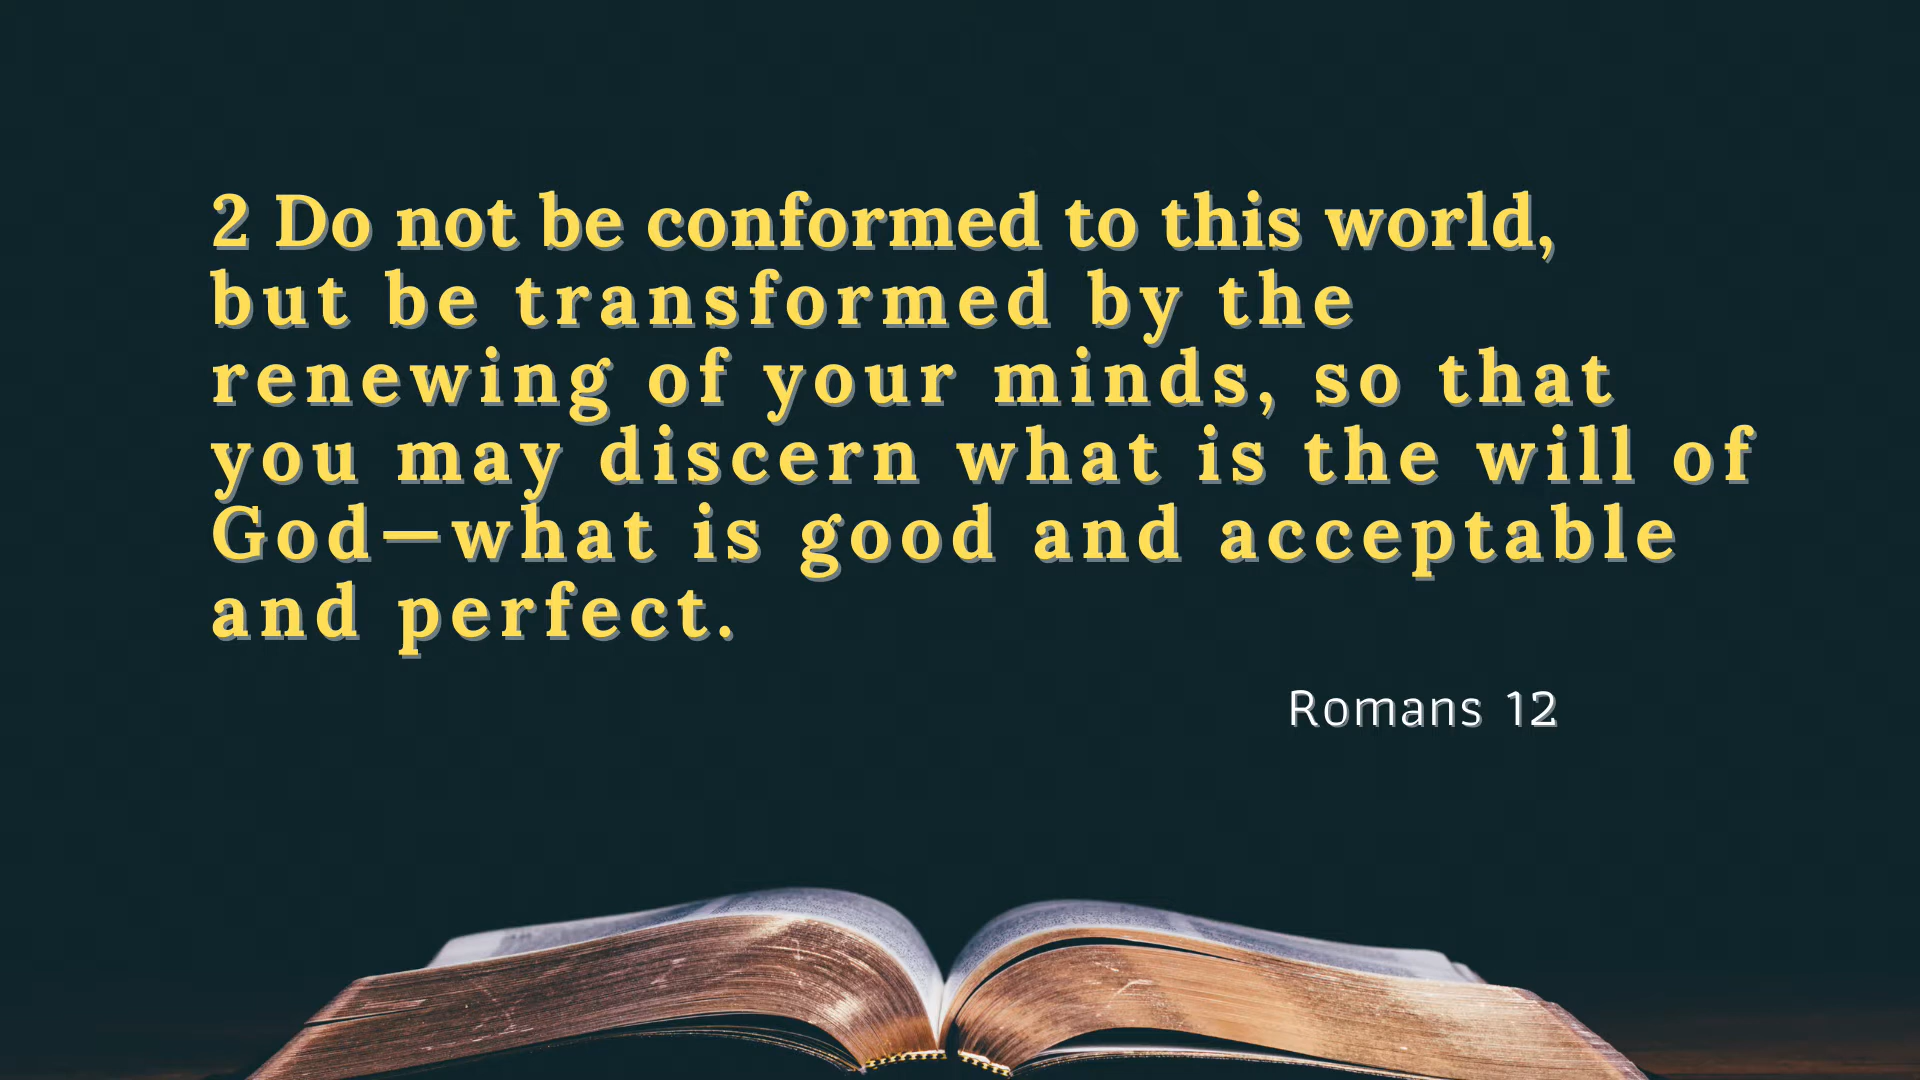 2 Do not be conformed to this world,
but be transformed by the
renewing of your minds, so that
you may discern what is the will of
God—what is good and acceptable
and perfect.
Romans 12